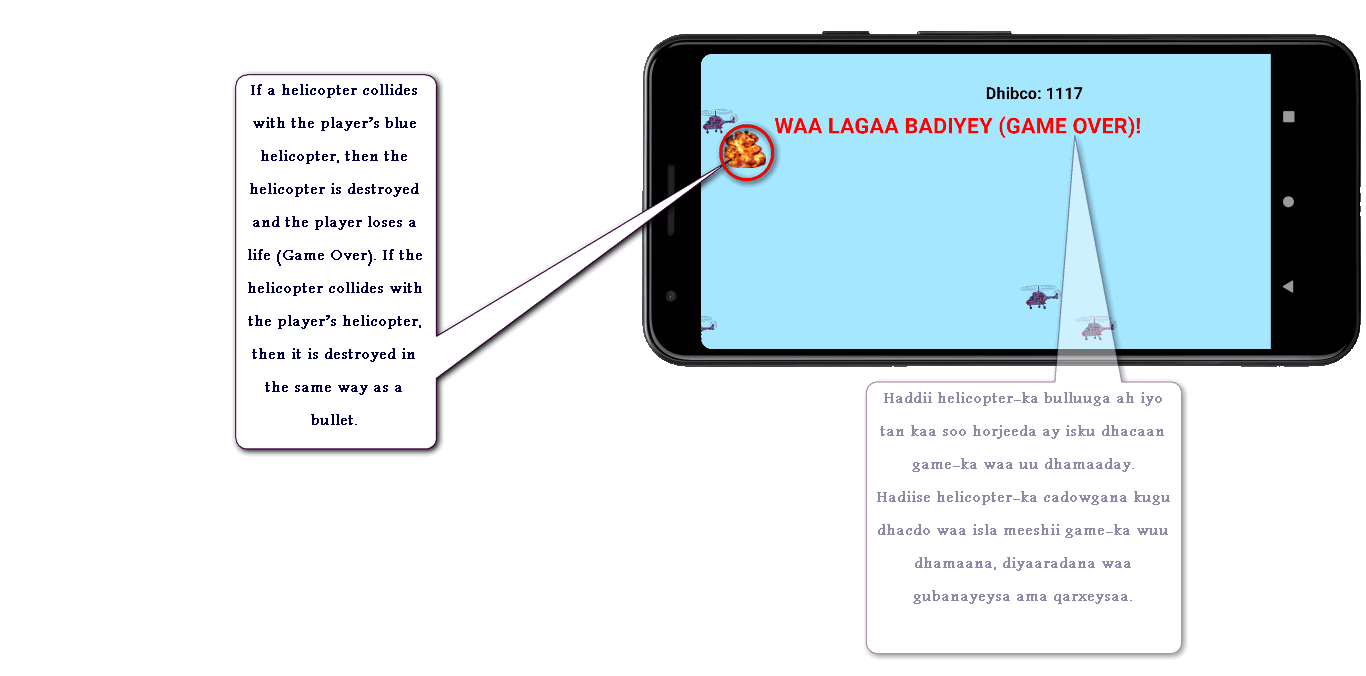 If a helicopter collides
with the player's blue
helicopter, then the
helicopter is destroyed
and the player loses a
life (Game Over). If the
helicopter collides with
the player's helicopter,
then it is destroyed in
the same way as a
bullet.
Dhibco: 1117
WAA LAGAA BADIYEY (GAME OVER)!
Haddii helicopter-ka bulluuga ah iyo
tan kaa soo horjeeda ay isku dhacaan
game-ka waa uu dhamaaday.
Hadiise helicopter-ka cadowgana kugu
dhacdo waa isla meeshii game-ka wuu
dhamaana, diyaaradana waa
gubanayeysa ama qarxeysaa.